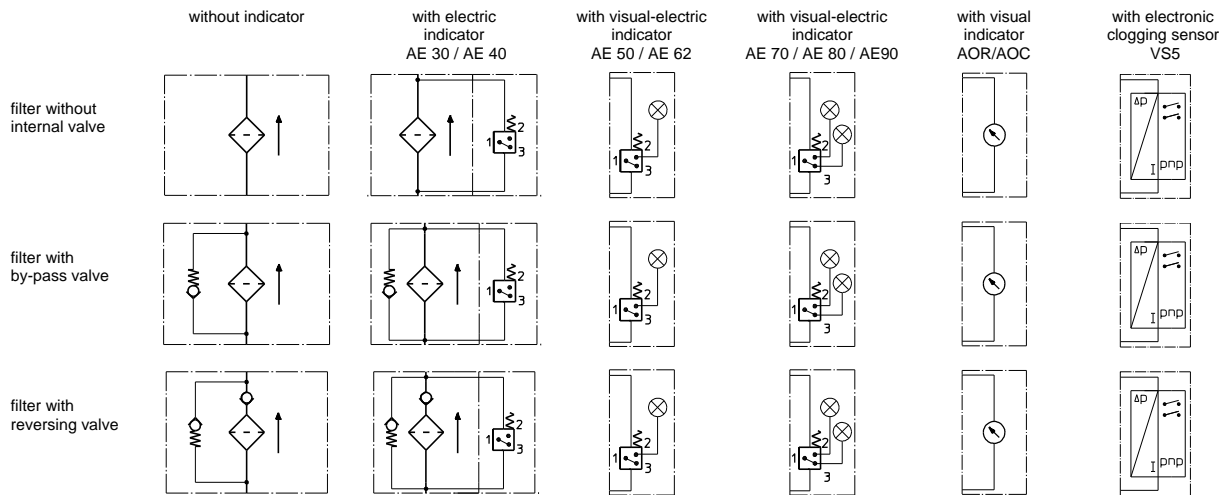 without indicator
with electric
indicator
AE 30 / AE 40
with visual-electric
indicator
AE 50 / AE 62
with visual-electric
indicator
AE 70 / AE 80 / AE90
with visual
indicator
AOR/AOC
with electronic
clogging sensor
VS5
filter without
internal valve
1 2 3
1 2 3
1 2 3
Δp
I pnp
filter with
by-pass valve
1 2 3
1 2 3
1 2 3
Δp
I pnp
filter with
reversing valve
1 2 3
1 2 3
1 2 3
Δp
I pnp